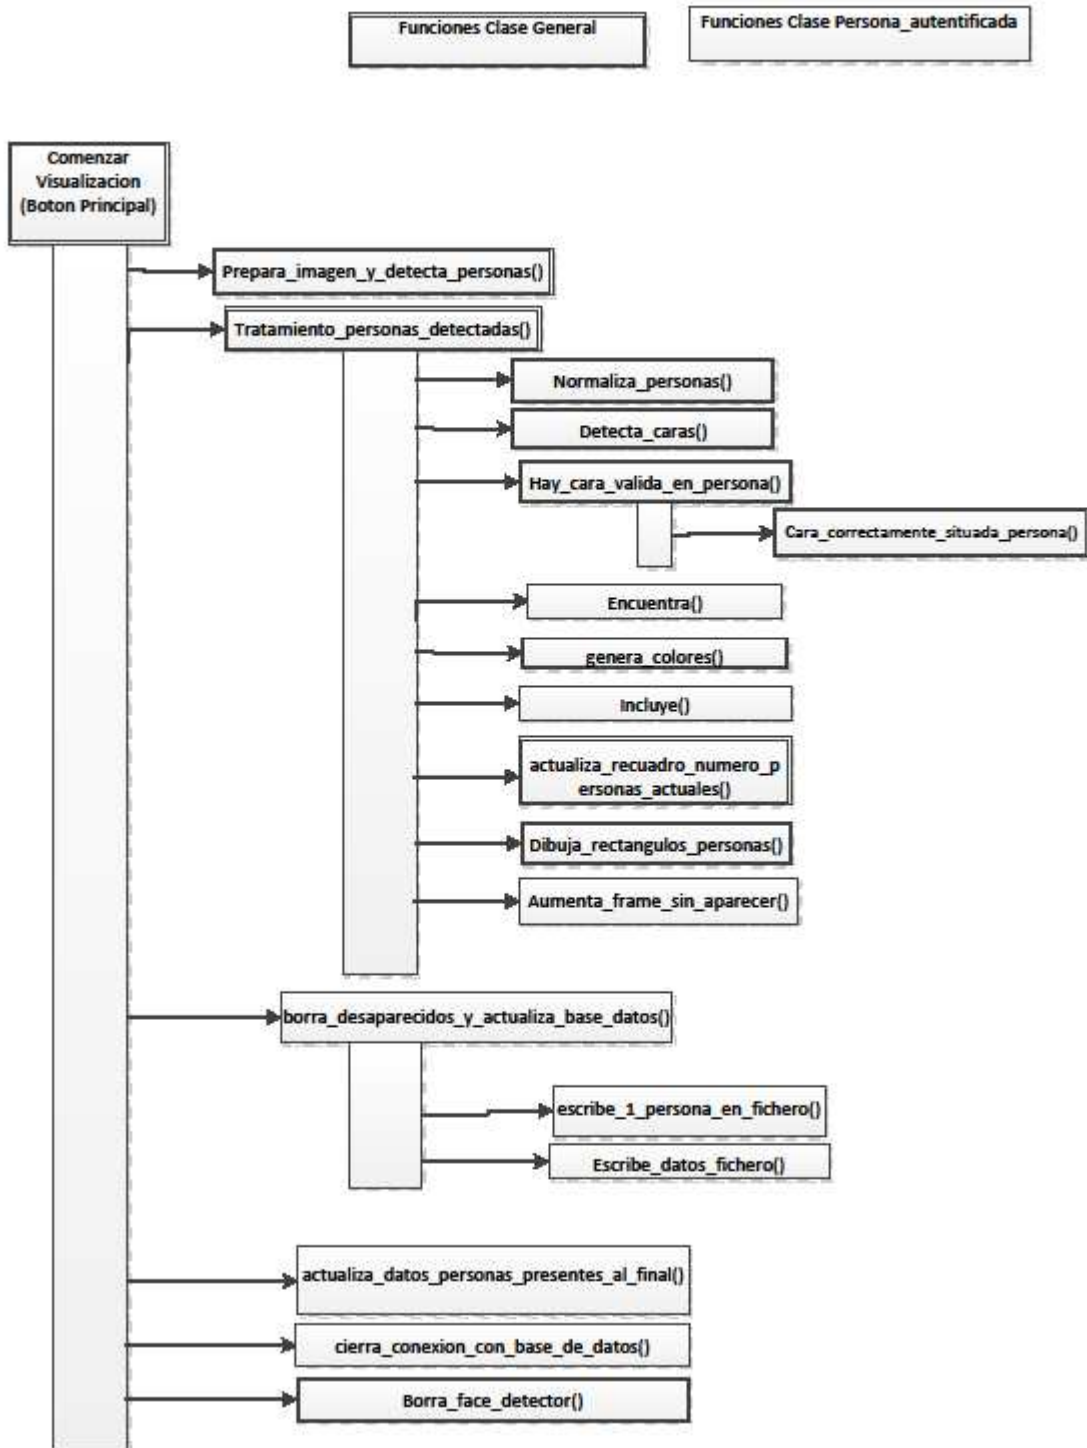 Funciones Clase General
Funciones Clase Persona_autentificada
Comenzar
Visualizacion
(Boton Principal)
Prepara_imagen_y_detecta_personas()
Tratamiento_personas_detectadas()
Normaliza_personas()
Detecta_caras()
Hay_cara_valida_en_persona()
Cara_correctamente_situada_persona()
Encuentra()
genera_colores()
Incluye()
actualiza_recuadro_numero_p
ersonas_actuales()
Dibuja_rectangulos_personas()
Aumenta_frame_sin_aparecer()
borra_desaparecidos_y_actualiza_base_datos()
escribe_1_persona_en_fichero()
Escribe_datos_fichero()
actualiza_datos_personas_presentes_al_final()
cierra_conexion_con_base_de_datos()
Borra_face_detector()